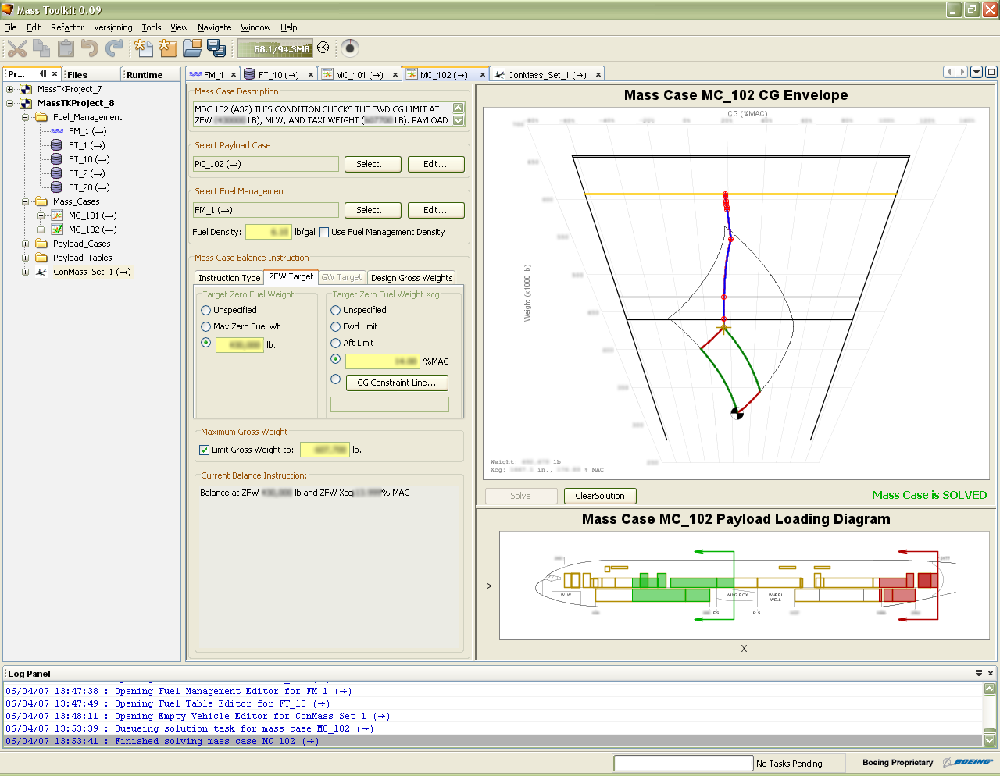 Mass Toolkit 0.09
File Edit Refactor Versioning Tools View Navigate Window Help
68.1/94.3MB
Pr... Files Runtime
MassTKProject_7
MassTKProject_8
Fuel_Management
FM_1 (→)
FT_1 (→)
FT_10 (→)
FT_2 (→)
FT_20 (→)
Mass_Cases
MC_101 (→)
MC_102 (→)
Payload_Cases
Payload_Tables
ConMass_Set_1 (→)
FM_1 FT_10 (→) MC_101 (→) MC_102 (→) ConMass_Set_1 (→)
Mass Case Description
MDC 102 (A32) THIS CONDITION CHECKS THE FWD CG LIMIT AT
ZFW LB), MLW, AND TAXI WEIGHT (607700 LB). PAYLOAD
Select Payload Case
PC_102 (→) Select... Edit...
Select Fuel Management
FM_1 (→) Select... Edit...
Fuel Density: lb/gal Use Fuel Management Density
Mass Case Balance Instruction
Instruction Type ZFW Target GW Target Design Gross Weights
Target Zero Fuel Weight
Unspecified
Max Zero Fuel Wt
lb.
Target Zero Fuel Weight Xcg
Unspecified
Fwd Limit
Aft Limit
%MAC
CG Constraint Line...
Maximum Gross Weight
Limit Gross Weight to: lb.
Current Balance Instruction:
Balance at ZFW lb and ZFW Xcg % MAC
Mass Case MC_102 CG Envelope
CG (%MAC)
Weight (x1000 lb)
Weight: lb
Xcg: in., % MAC
Solve ClearSolution Mass Case is SOLVED
Mass Case MC_102 Payload Loading Diagram
Y
W. W.
WING BOX
WHEEL
WELL
F.S.
R.S.
X
Log Panel
06/04/07 13:47:38 : Opening Fuel Management Editor for FM_1 (→)
06/04/07 13:47:49 : Opening Fuel Table Editor for FT_10 (→)
06/04/07 13:48:11 : Opening Empty Vehicle Editor for ConMass_Set_1 (→)
06/04/07 13:53:39 : Queueing solution task for mass case MC_102 (→)
06/04/07 13:53:41 : Finished solving mass case MC_102 (→)
No Tasks Pending
Boeing Proprietary
BOEING